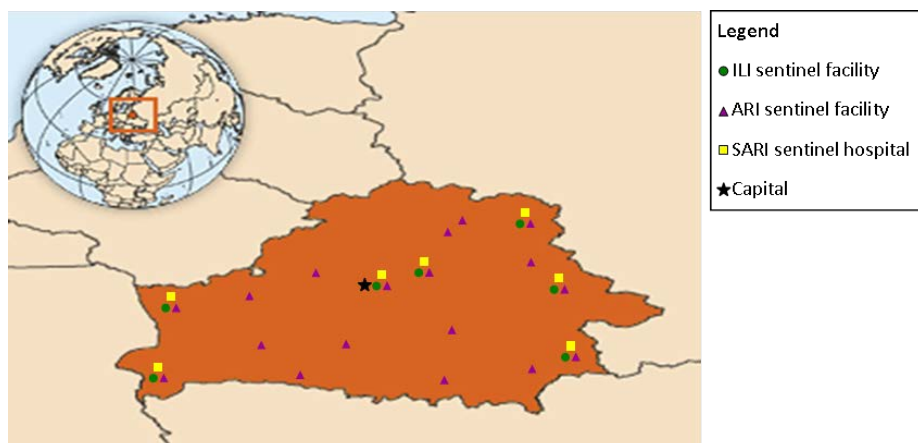 Legend
ILI sentinel facility
ARI sentinel facility
SARI sentinel hospital
Capital